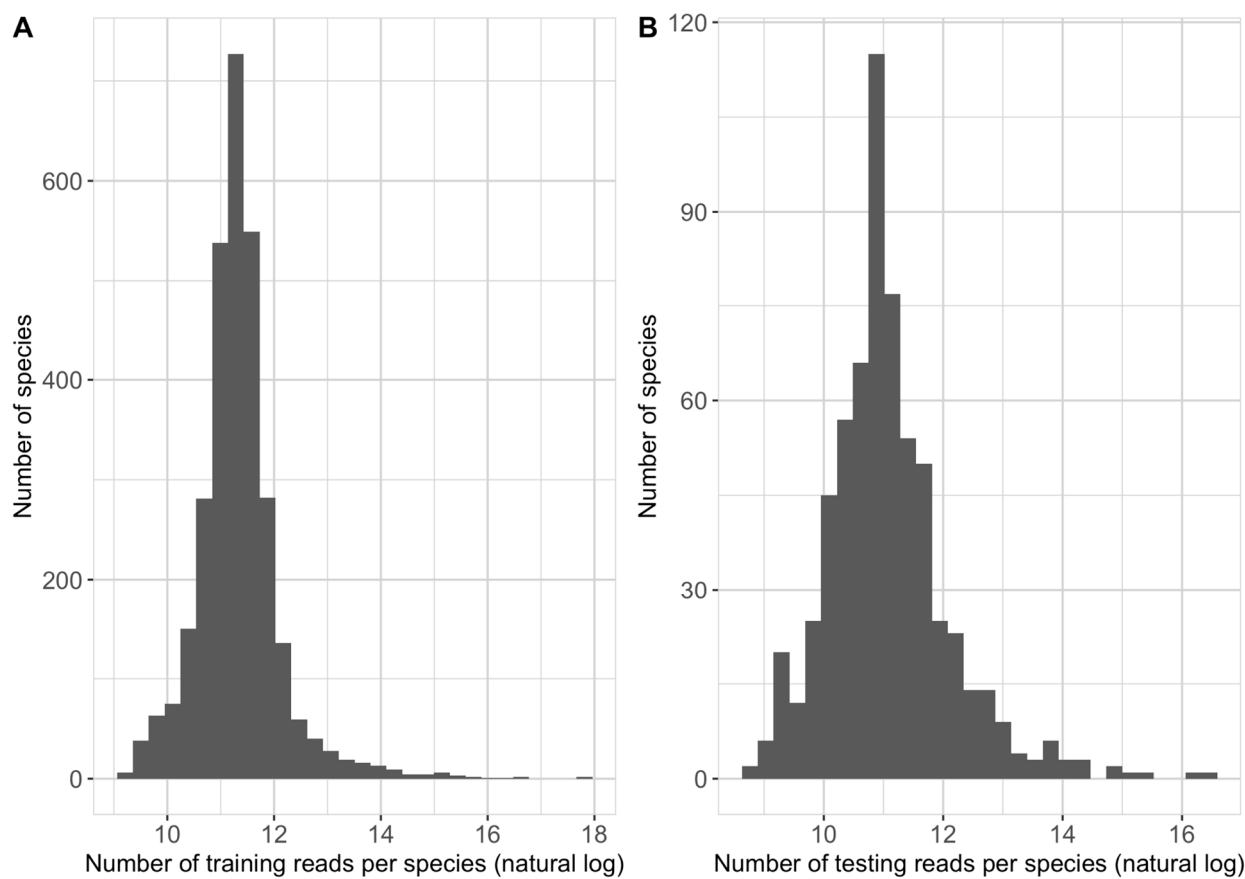 A
Number of species
600
400
200
0
10 12 14 16 18
Number of training reads per species (natural log)
B
Number of species
120
90
60
30
0
10 12 14 16
Number of testing reads per species (natural log)